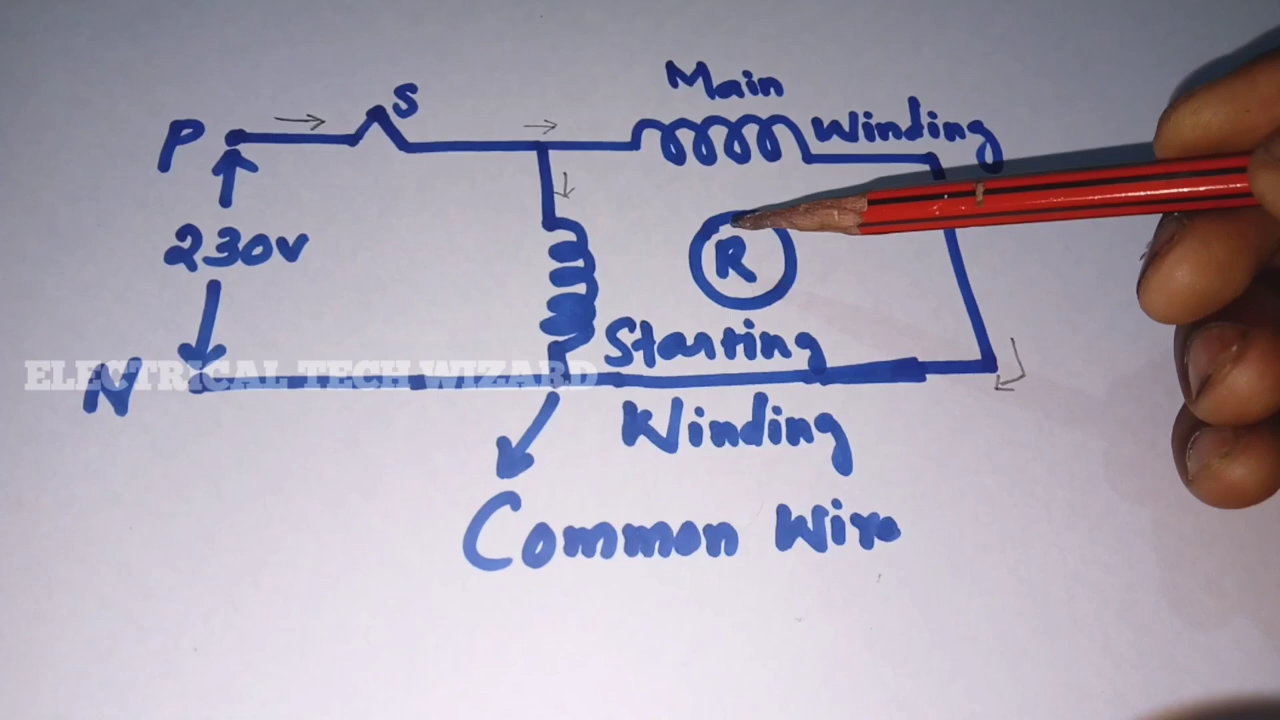 Main
S
P
Winding
230V
R
Starting
ELECTRICAL TECH WIZARD
N
Winding
Common Wire